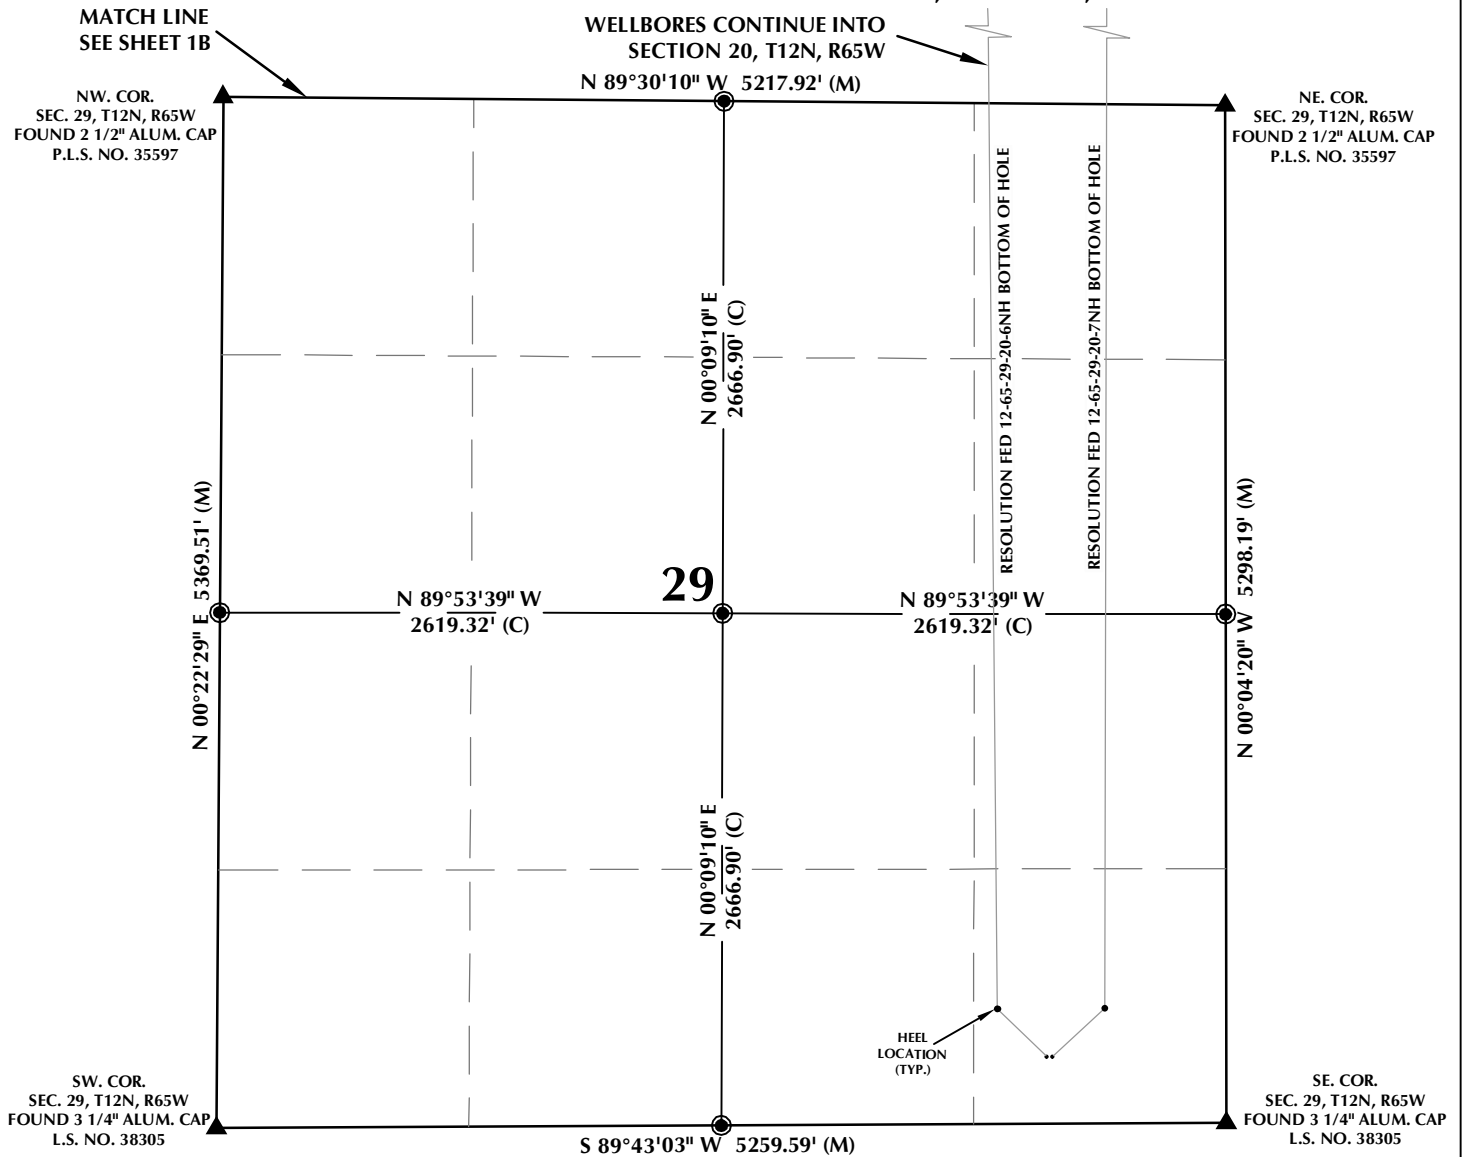 MATCH LINE
SEE SHEET 1B
WELLBORES CONTINUE INTO
SECTION 20, T12N, R65W
N 89°30'10" W 5217.92' (M)
NW. COR.
SEC. 29, T12N, R65W
FOUND 2 1/2" ALUM. CAP
P.L.S. NO. 35597
NE. COR.
SEC. 29, T12N, R65W
FOUND 2 1/2" ALUM. CAP
P.L.S. NO. 35597
N 00°09'10" E
2666.90' (C)
RESOLUTION FED 12-65-29-20-6NH BOTTOM OF HOLE
RESOLUTION FED 12-65-29-20-7NH BOTTOM OF HOLE
N 00°22'29" E 5369.51' (M)
29
N 89°53'39" W
2619.32' (C)
N 89°53'39" W
2619.32' (C)
N 00°04'20" W 5298.19' (M)
N 00°09'10" E
2666.90' (C)
HEEL
LOCATION
(TYP.)
SW. COR.
SEC. 29, T12N, R65W
FOUND 3 1/4" ALUM. CAP
L.S. NO. 38305
SE. COR.
SEC. 29, T12N, R65W
FOUND 3 1/4" ALUM. CAP
L.S. NO. 38305
S 89°43'03" W 5259.59' (M)